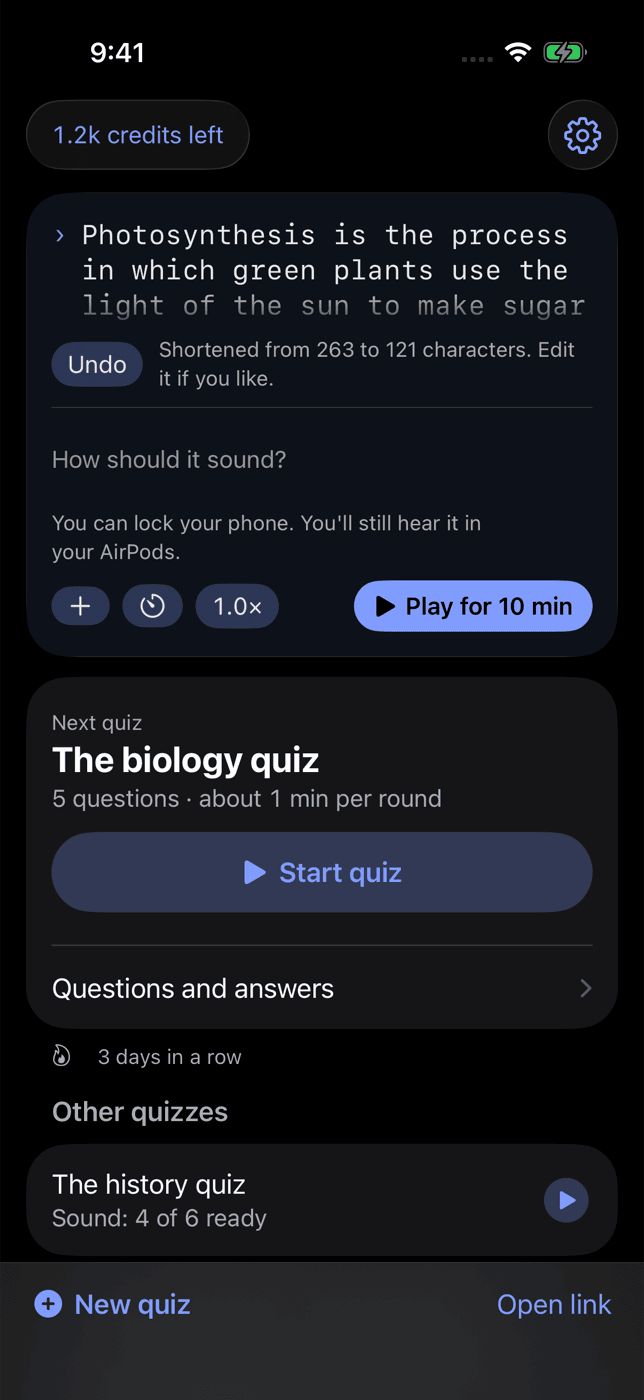 9:41
1.2k credits left
› Photosynthesis is the process
in which green plants use the
light of the sun to make sugar
Undo
Shortened from 263 to 121 characters. Edit
it if you like.
How should it sound?
You can lock your phone. You'll still hear it in
your AirPods.
1.0×
Play for 10 min
Next quiz
The biology quiz
5 questions · about 1 min per round
Start quiz
Questions and answers
3 days in a row
Other quizzes
The history quiz
Sound: 4 of 6 ready
New quiz
Open link